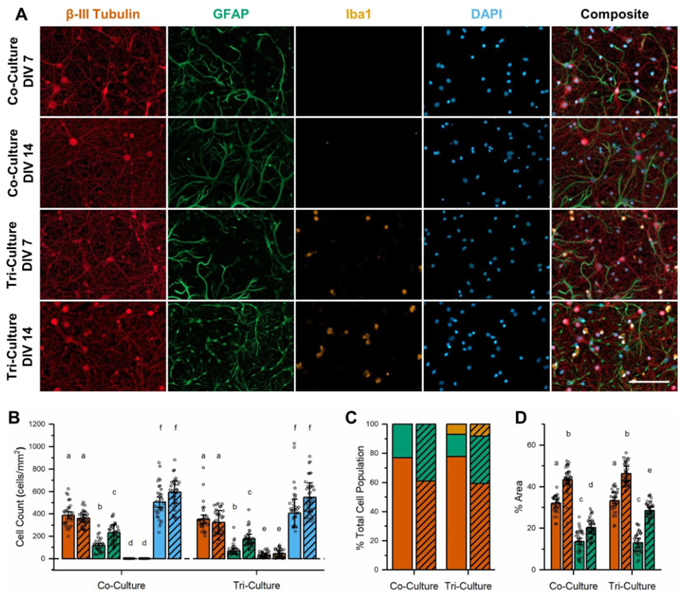 A
β-III Tubulin GFAP Iba1 DAPI Composite
Co-Culture
DIV 7
Co-Culture
DIV 14
Tri-Culture
DIV 7
Tri-Culture
DIV 14
B
Cell Count (cells/mm²)
1200
1000
800
600
400
200
0
a a b c d d f f a a b c e e f f
Co-Culture Tri-Culture
C
% Total Cell Population
100
80
60
40
20
0
Co-Culture Tri-Culture
D
% Area
60
40
20
0
a b c d a b c e
Co-Culture Tri-Culture